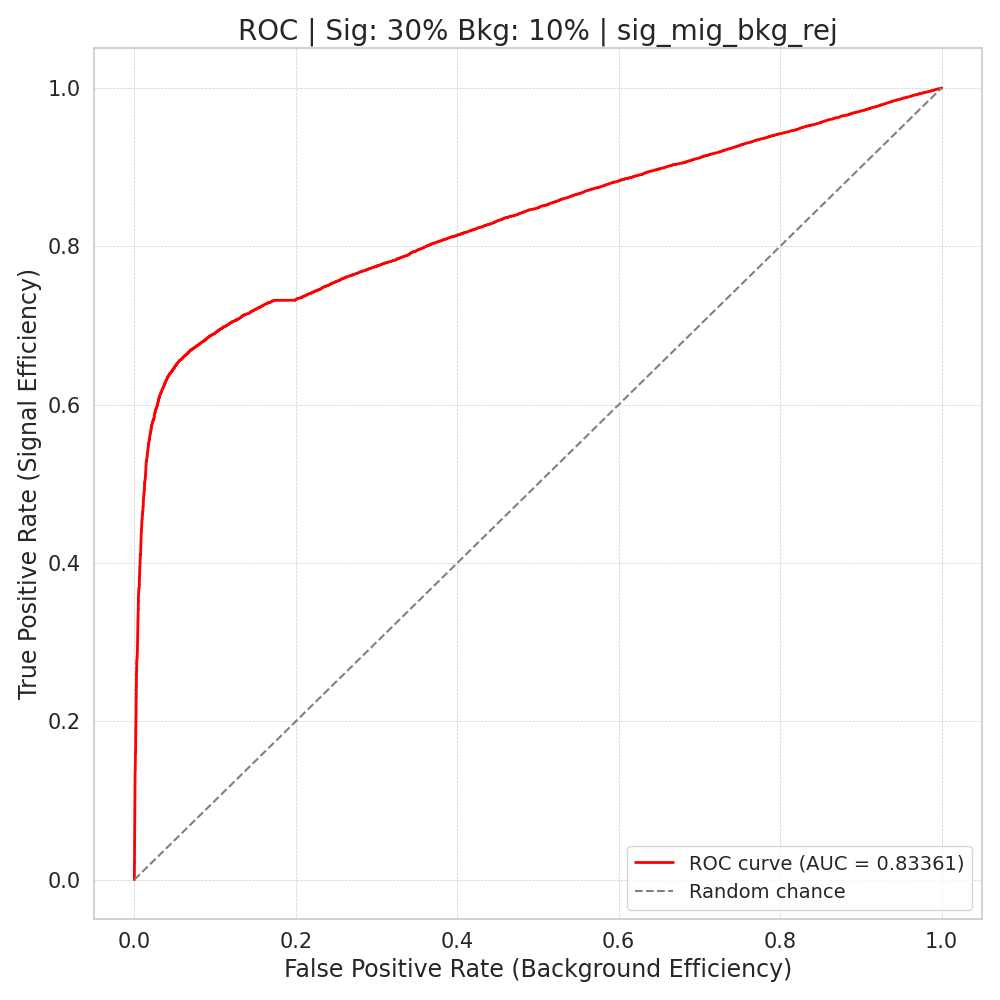 ROC | Sig: 30% Bkg: 10% | sig_mig_bkg_rej
True Positive Rate (Signal Efficiency)
1.0
0.8
0.6
0.4
0.2
0.0
ROC curve (AUC = 0.83361)
Random chance
0.0 0.2 0.4 0.6 0.8 1.0
False Positive Rate (Background Efficiency)